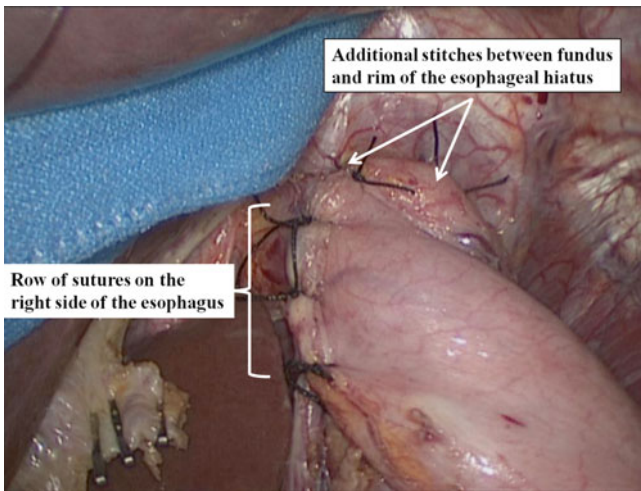 Additional stitches between fundus
and rim of the esophageal hiatus
Row of sutures on the
right side of the esophagus